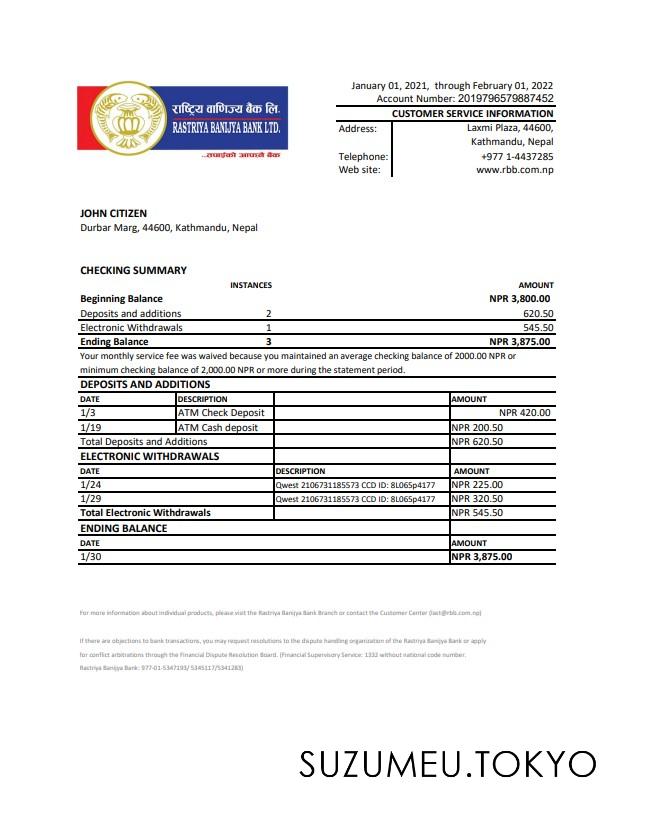 राष्ट्रिय वाणिज्य बैंक लि.
RASTRIYA BANIJYA BANK LTD.
...तपाईंको आफ्नै बैंक
January 01, 2021, through February 01, 2022
Account Number: 2019796579887452
CUSTOMER SERVICE INFORMATION
Address: Laxmi Plaza, 44600,
Kathmandu, Nepal
Telephone: +977 1-4437285
Web site: www.rbb.com.np
JOHN CITIZEN
Durbar Marg, 44600, Kathmandu, Nepal
CHECKING SUMMARY
INSTANCES AMOUNT
Beginning Balance NPR 3,800.00
Deposits and additions 2 620.50
Electronic Withdrawals 1 545.50
Ending Balance 3 NPR 3,875.00
Your monthly service fee was waived because you maintained an average checking balance of 2000.00 NPR or
minimum checking balance of 2,000.00 NPR or more during the statement period.
DEPOSITS AND ADDITIONS
DATE DESCRIPTION AMOUNT
1/3 ATM Check Deposit NPR 420.00
1/19 ATM Cash deposit NPR 200.50
Total Deposits and Additions NPR 620.50
ELECTRONIC WITHDRAWALS
DATE DESCRIPTION AMOUNT
1/24 Qwest 2106731185573 CCD ID: 8L065p4177 NPR 225.00
1/29 Qwest 2106731185573 CCD ID: 8L065p4177 NPR 320.50
Total Electronic Withdrawals NPR 545.50
ENDING BALANCE
DATE AMOUNT
1/30 NPR 3,875.00
For more information about individual products, please visit the Rastriya Banijya Bank Branch or contact the Customer Center (last@rbb.com.np)
If there are objections to bank transactions, you may request resolutions to the dispute handling organization of the Rastriya Banijya Bank or apply
for conflict arbitrations through the Financial Dispute Resolution Board. (Financial Supervisory Service: 1332 without national code number.
Rastriya Banijya Bank: 977-01-5347193/ 5345117/5341283)
SUZUMEU.TOKYO